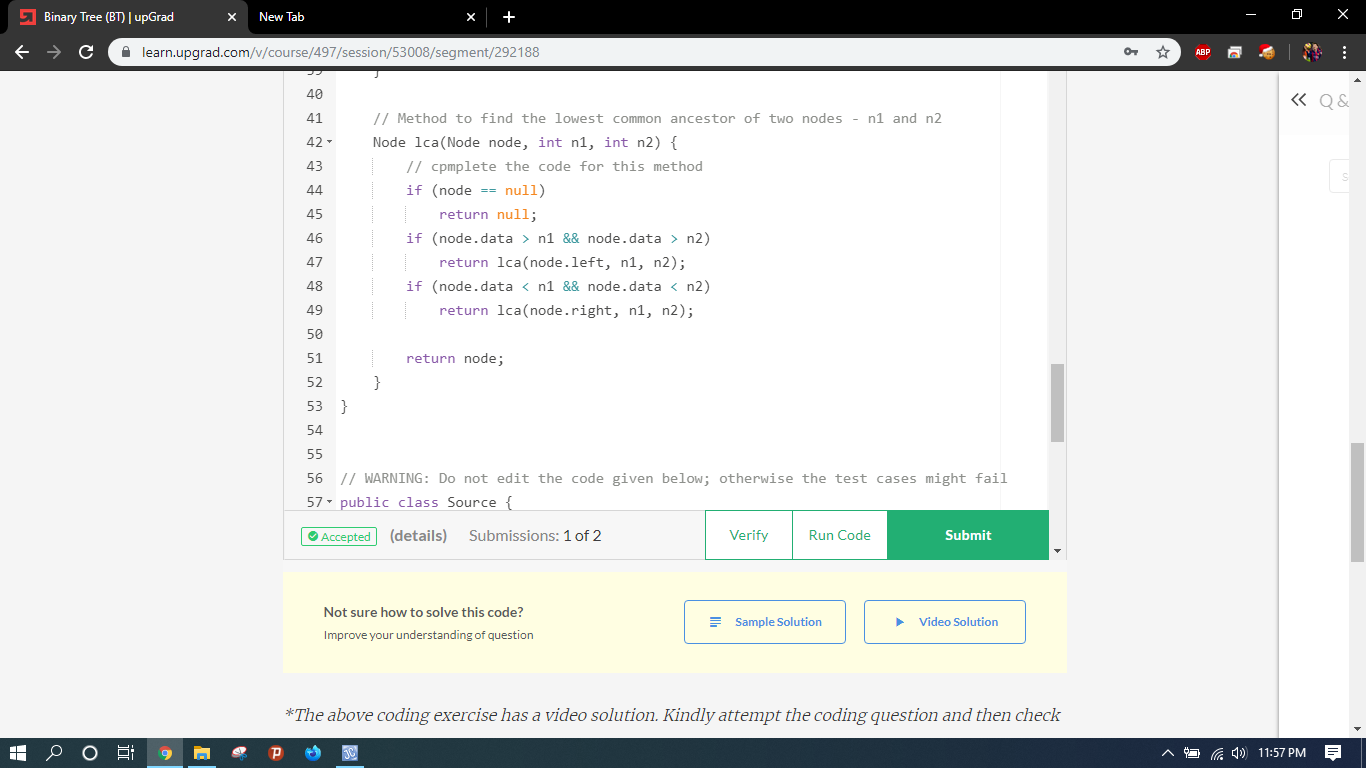 Binary Tree (BT) | upGrad
New Tab
learn.upgrad.com/v/course/497/session/53008/segment/292188
ABP
39 }
40
41 // Method to find the lowest common ancestor of two nodes - n1 and n2
42 Node lca(Node node, int n1, int n2) {
43 // cpmplete the code for this method
44 if (node == null)
45 return null;
46 if (node.data > n1 && node.data > n2)
47 return lca(node.left, n1, n2);
48 if (node.data < n1 && node.data < n2)
49 return lca(node.right, n1, n2);
50
51 return node;
52 }
53 }
54
55
56 // WARNING: Do not edit the code given below; otherwise the test cases might fail
57 public class Source {
Q &
s
Accepted (details) Submissions: 1 of 2 Verify Run Code Submit
Not sure how to solve this code?
Improve your understanding of question
Sample Solution Video Solution
*The above coding exercise has a video solution. Kindly attempt the coding question and then check
11:57 PM